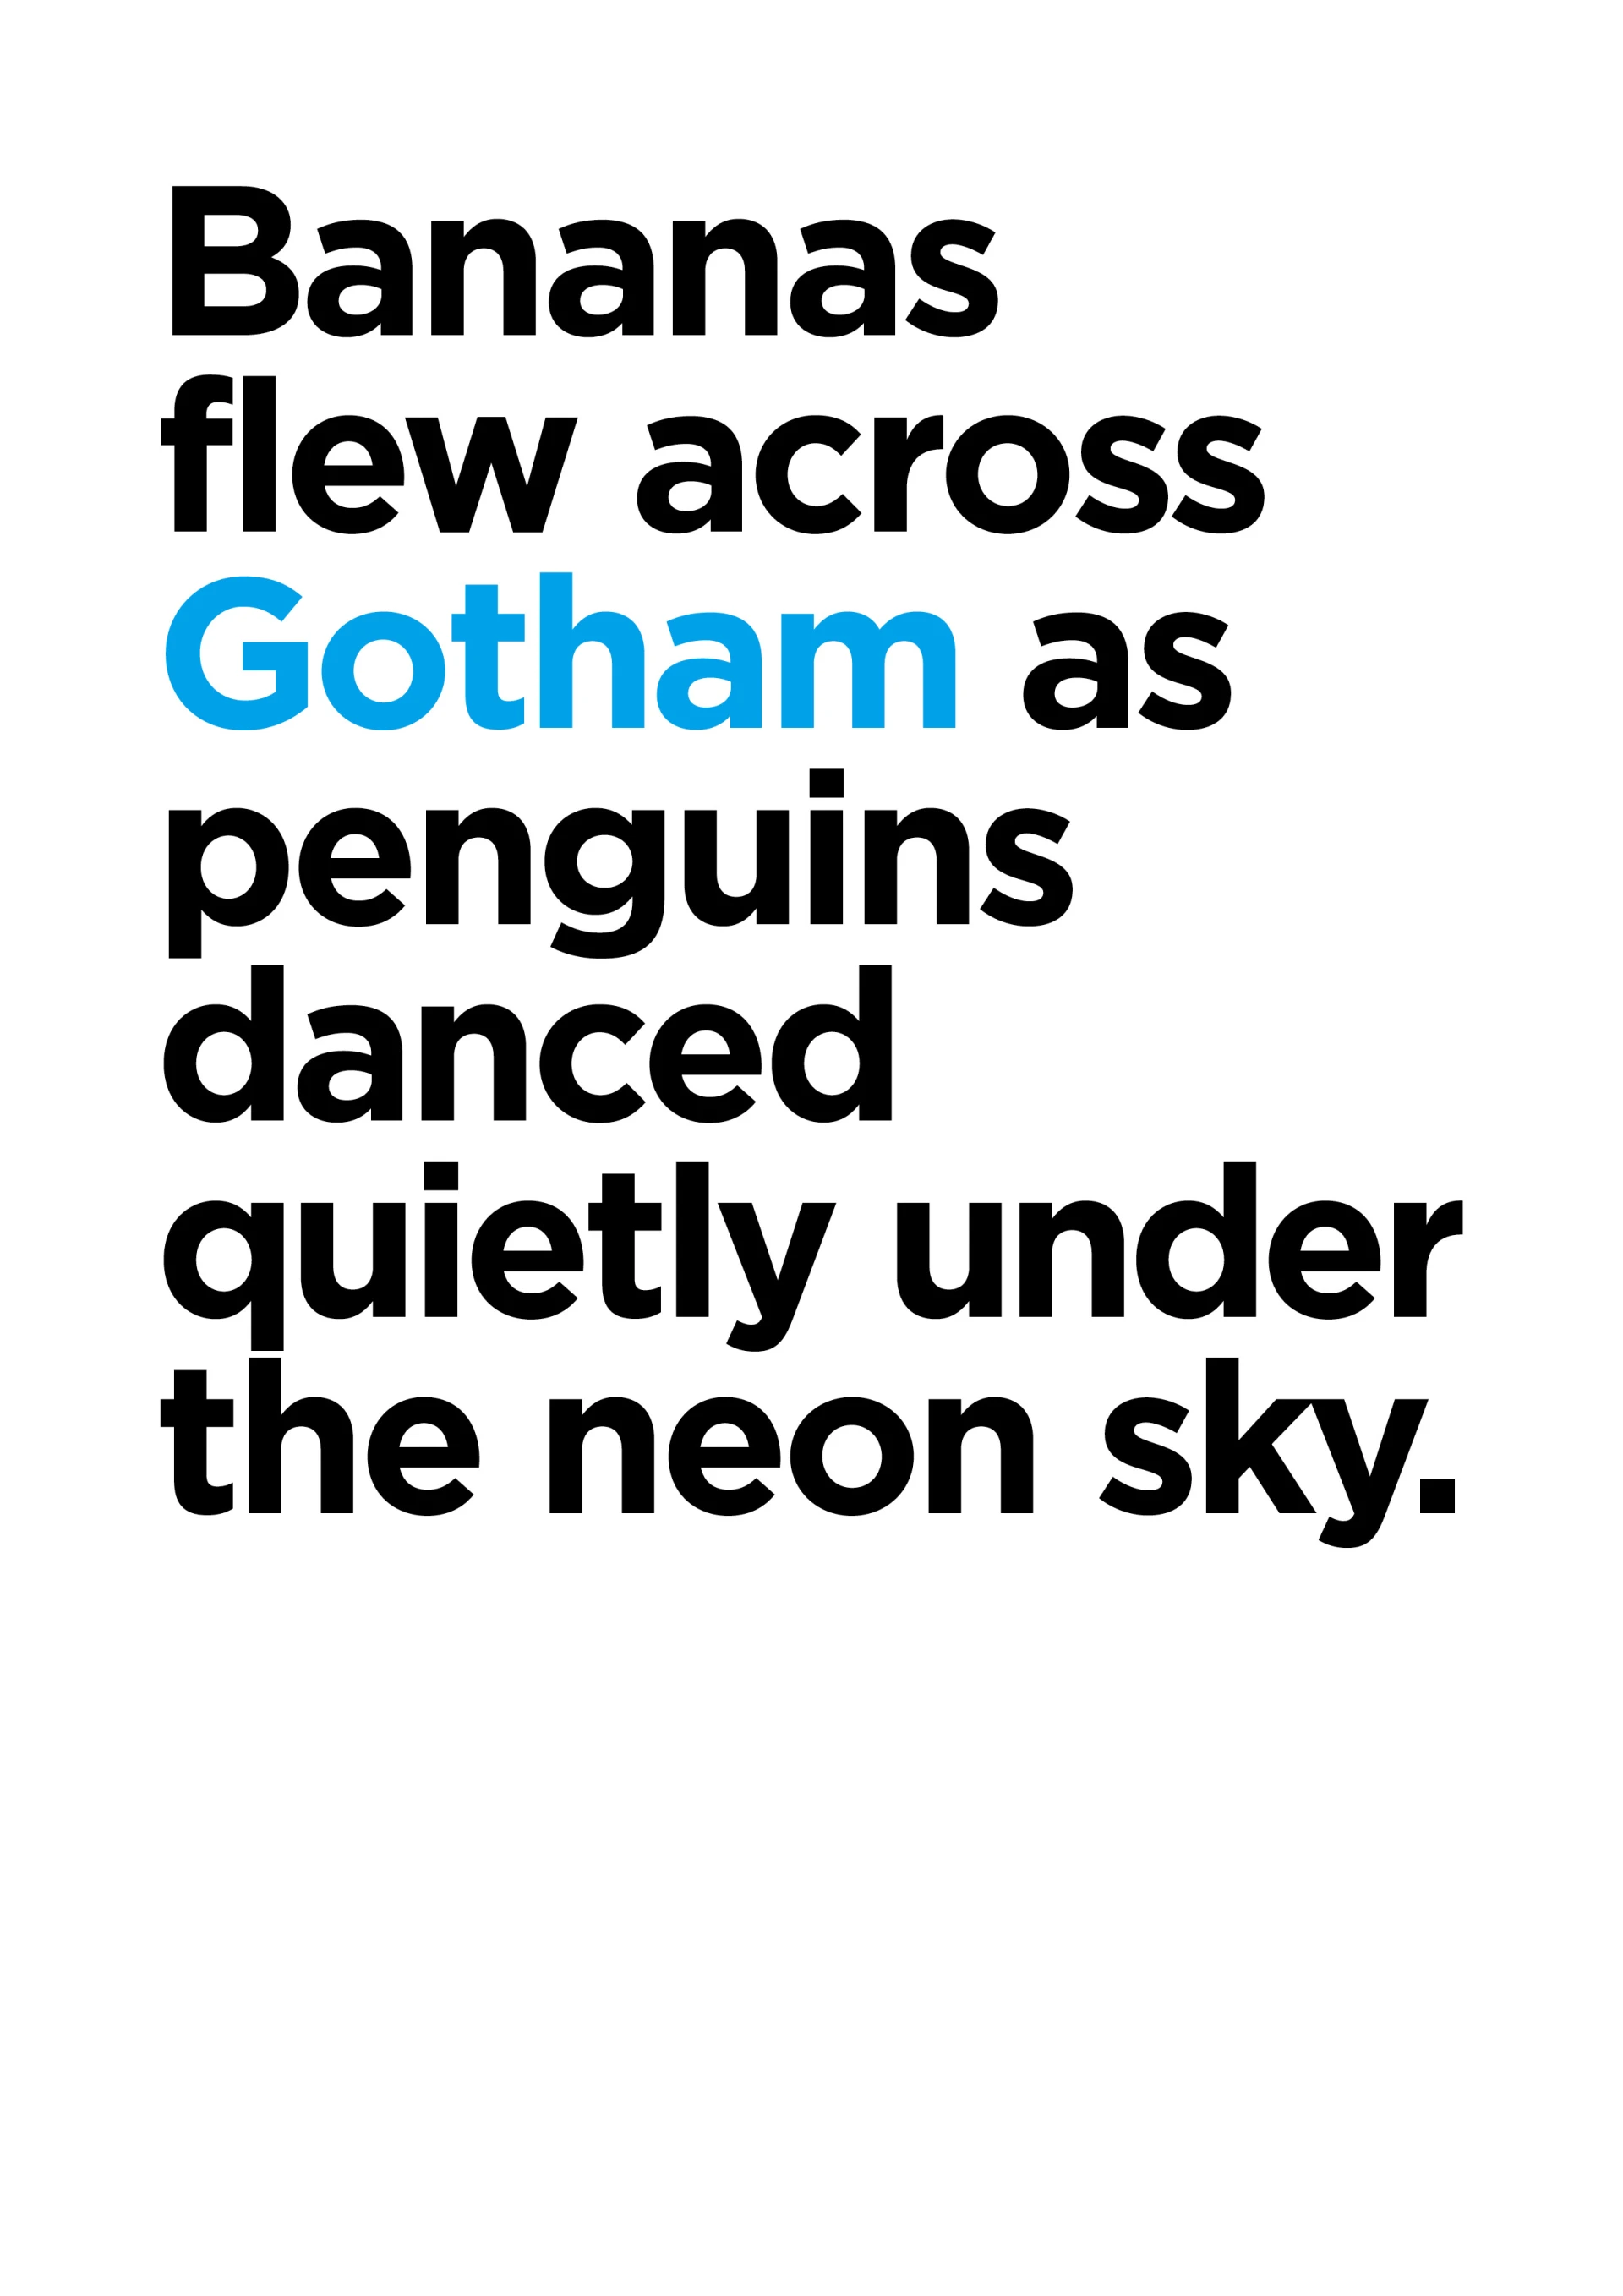 Bananas
flew across
Gotham as
penguins
danced
quietly under
the neon sky.